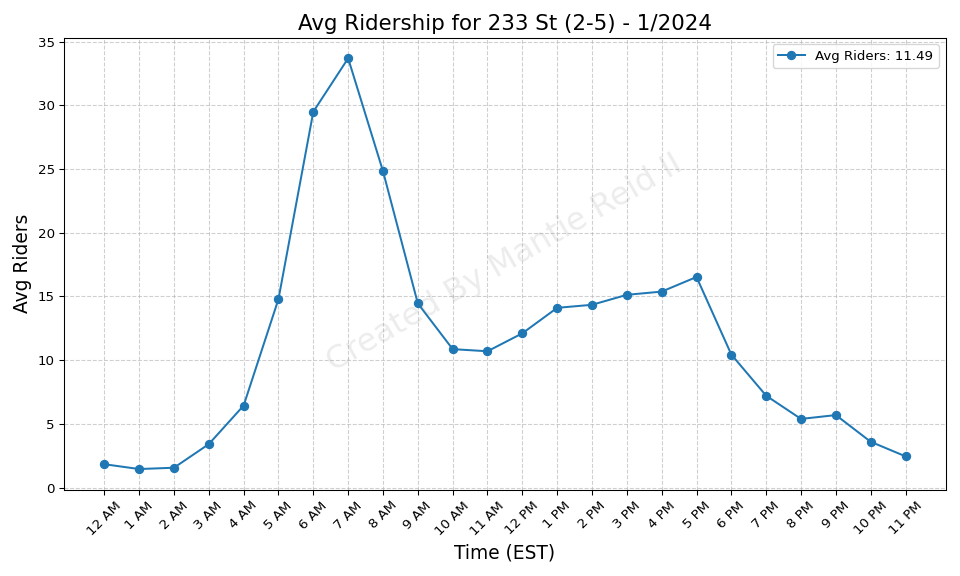 Avg Ridership for 233 St (2-5) - 1/2024
Avg Riders: 11.49
35
30
25
20
15
10
5
0
Avg Riders
Created By Mantie Reid II
12 AM
1 AM
2 AM
3 AM
4 AM
5 AM
6 AM
7 AM
8 AM
9 AM
10 AM
11 AM
12 PM
1 PM
2 PM
3 PM
4 PM
5 PM
6 PM
7 PM
8 PM
9 PM
10 PM
11 PM
Time (EST)